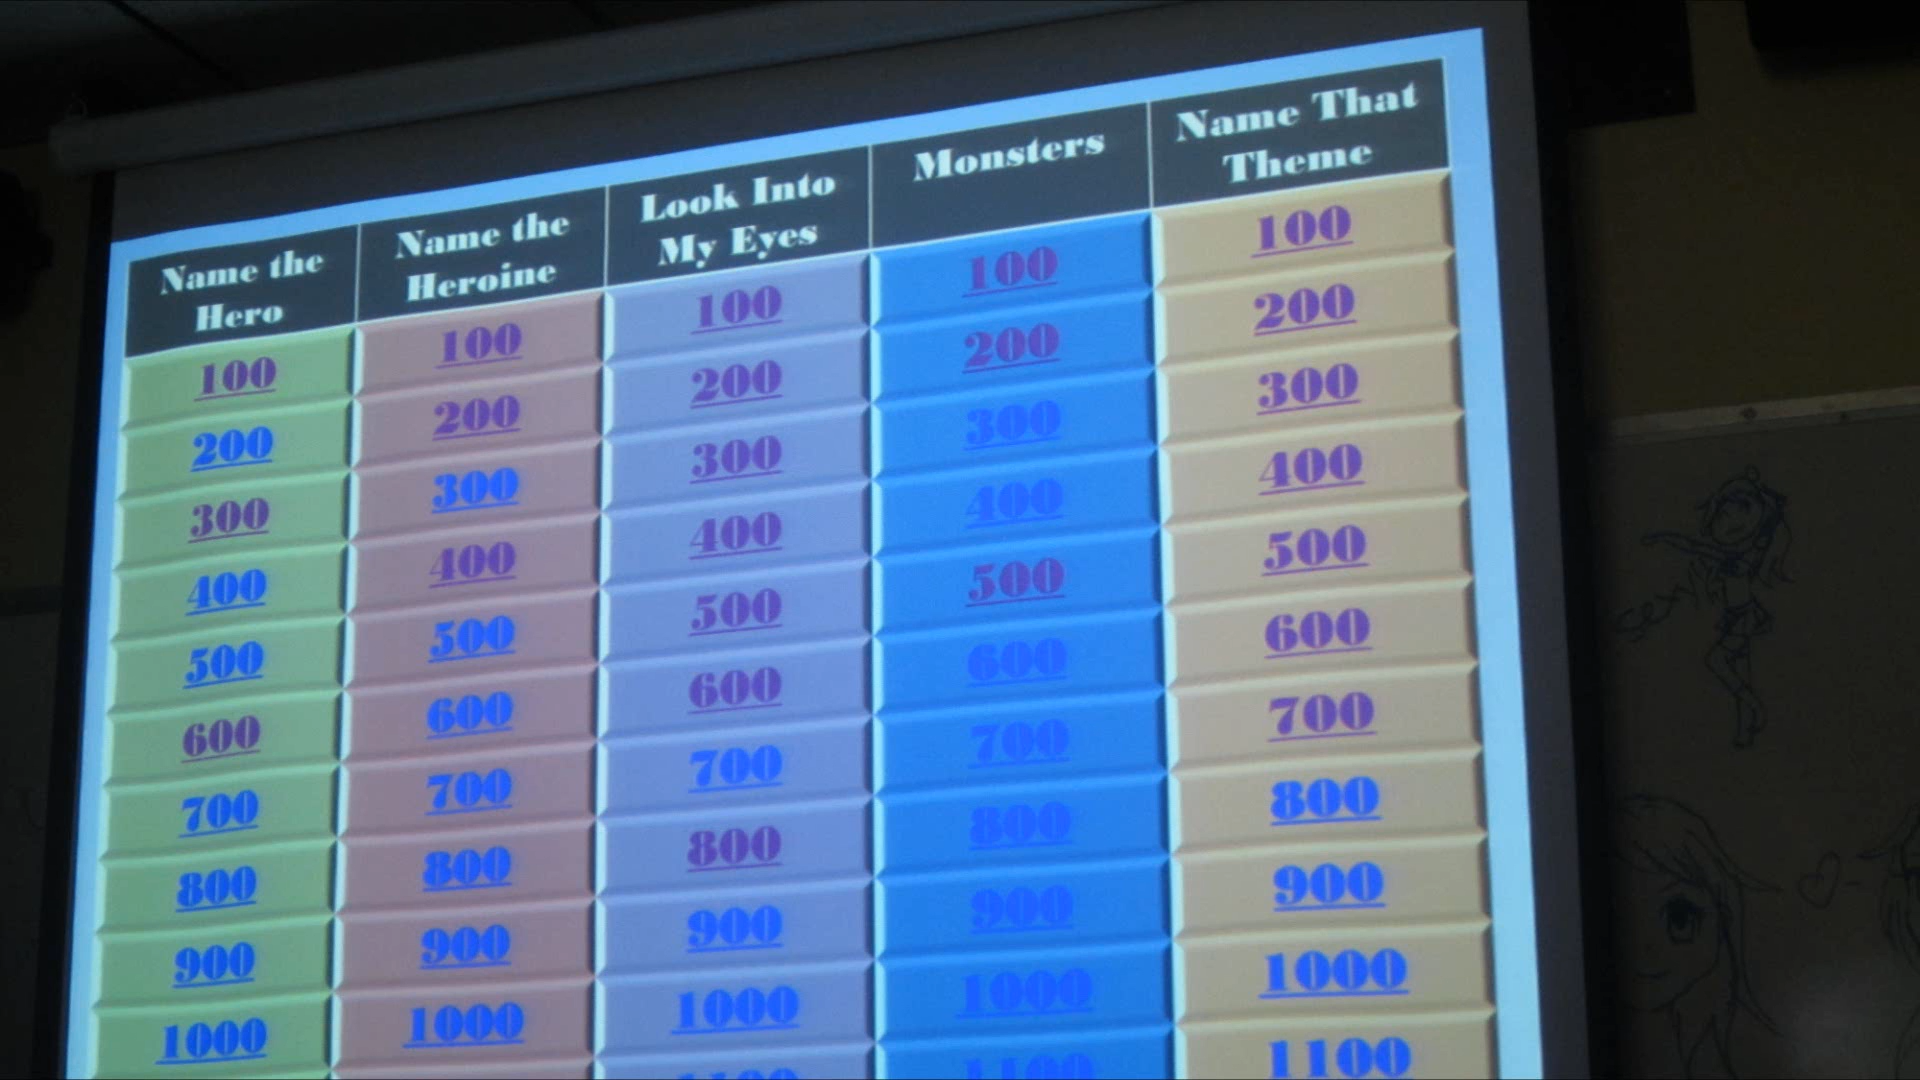 Name the
Hero
Name the
Heroine
Look Into
My Eyes
Monsters
Name That
Theme
100 100 100 100 100
200 200 200 200 200
300 300 300 300 300
400 400 400 400 400
500 500 500 500 500
600 600 600 600 600
700 700 700 700 700
800 800 800 800 800
900 900 900 900 900
1000 1000 1000 1000 1000
1100 1100 1100
sexy